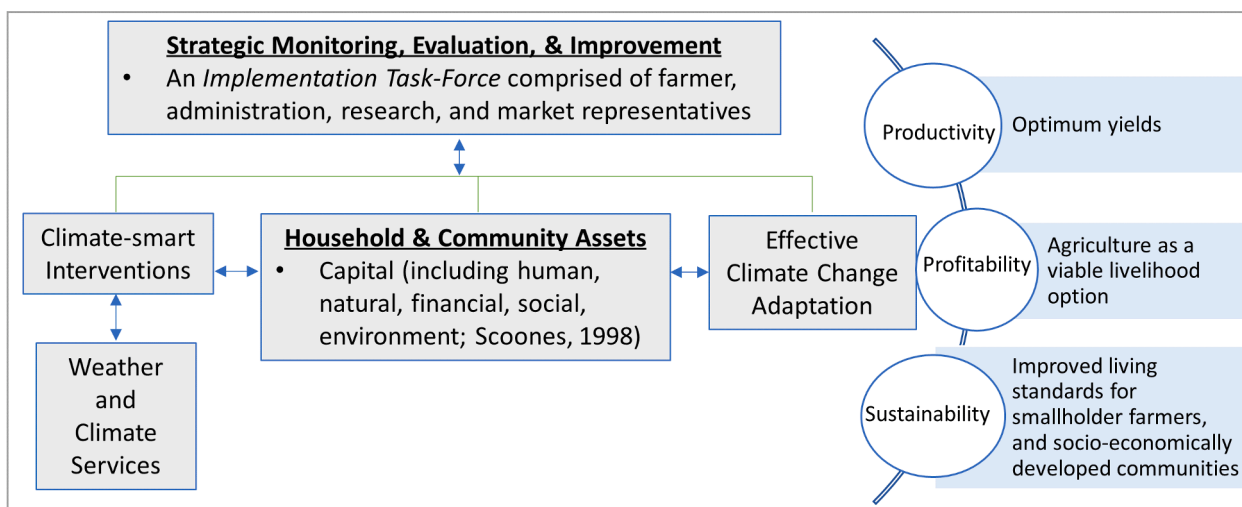 Strategic Monitoring, Evaluation, & Improvement
• An Implementation Task-Force comprised of farmer,
administration, research, and market representatives
Climate-smart
Interventions
Household & Community Assets
• Capital (including human,
natural, financial, social,
environment; Scoones, 1998)
Effective
Climate Change
Adaptation
Weather
and
Climate
Services
Productivity
Optimum yields
Profitability
Agriculture as a
viable livelihood
option
Sustainability
Improved living
standards for
smallholder farmers,
and socio-economically
developed communities